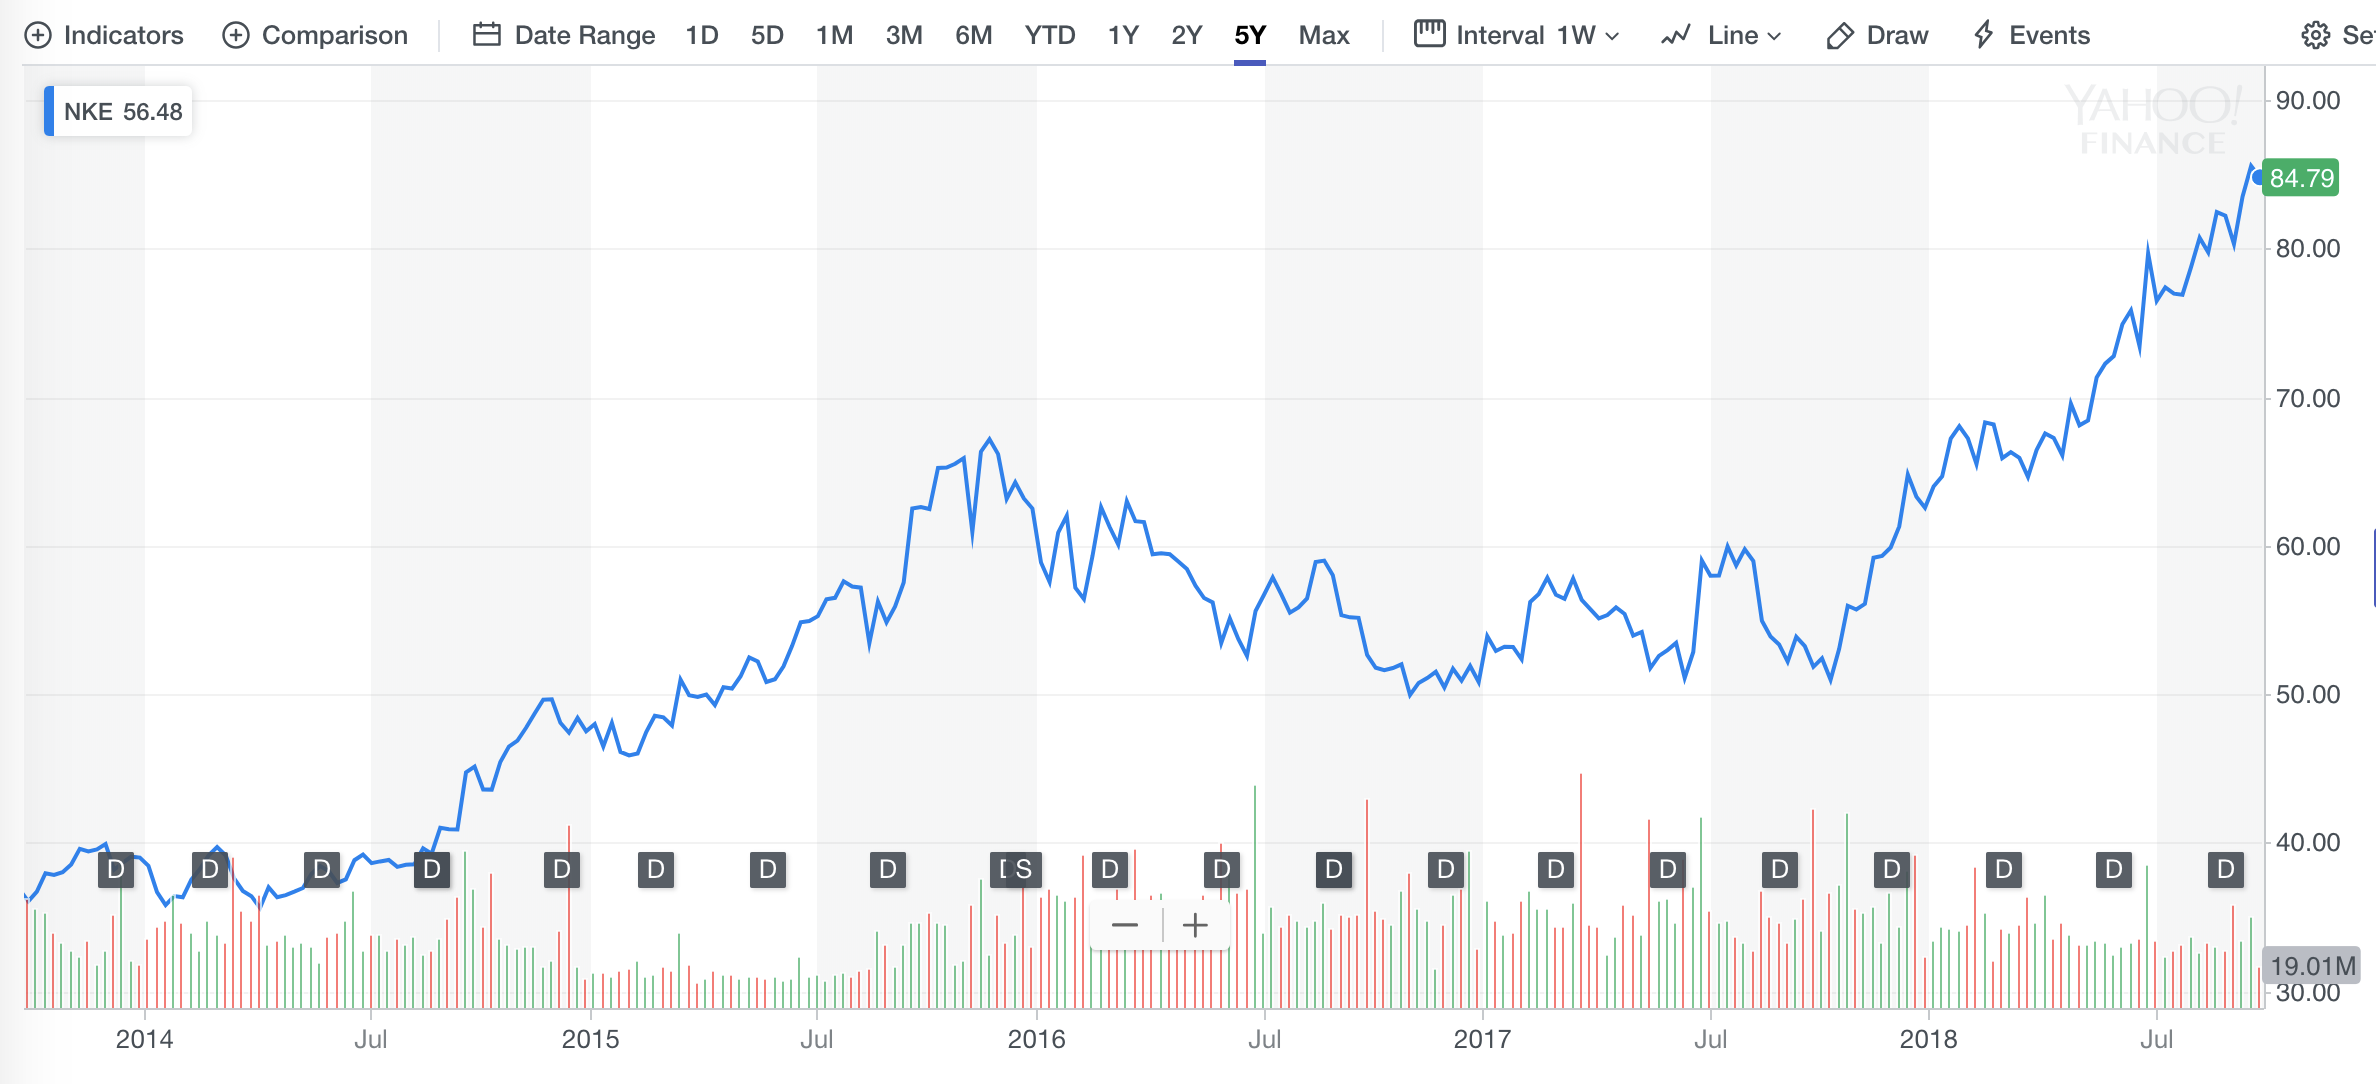 Indicators Comparison Date Range 1D 5D 1M 3M 6M YTD 1Y 2Y 5Y Max Interval 1W Line Draw Events Se
NKE 56.48
YAHOO!
FINANCE
90.00
84.79
80.00
70.00
60.00
50.00
40.00
D D D D D D D D DS D D D D D D D D D D D
19.01M
30.00
2014 Jul 2015 Jul 2016 Jul 2017 Jul 2018 Jul